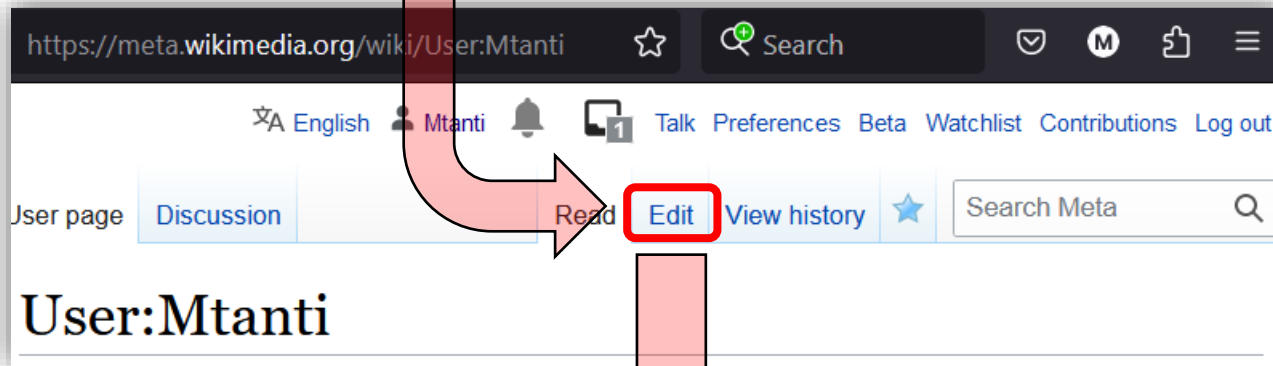 https://meta.wikimedia.org/wiki/User:Mtanti Search M
文A English Mtanti 1 Talk Preferences Beta Watchlist Contributions Log out
User page Discussion Read Edit View history Search Meta
User:Mtanti